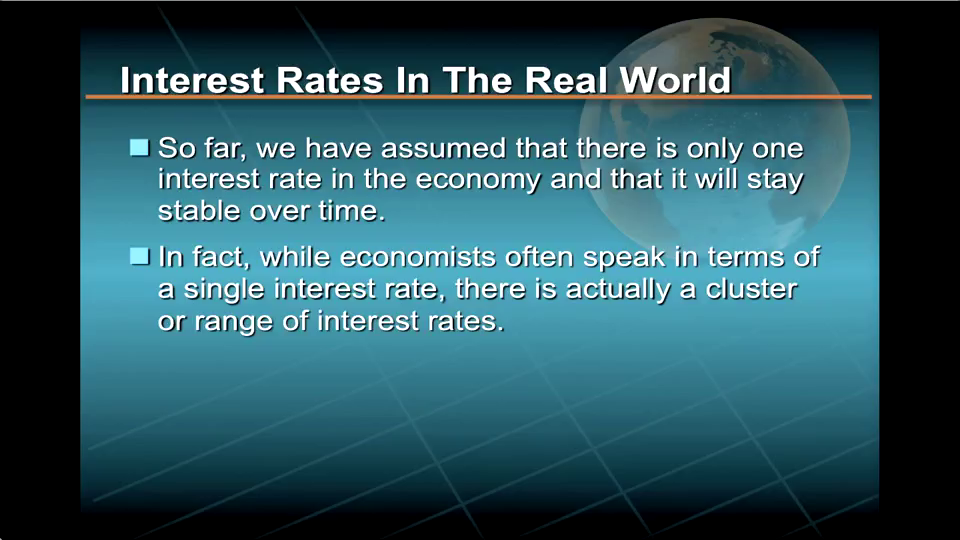 Interest Rates In The Real World
So far, we have assumed that there is only one
interest rate in the economy and that it will stay
stable over time.
In fact, while economists often speak in terms of
a single interest rate, there is actually a cluster
or range of interest rates.